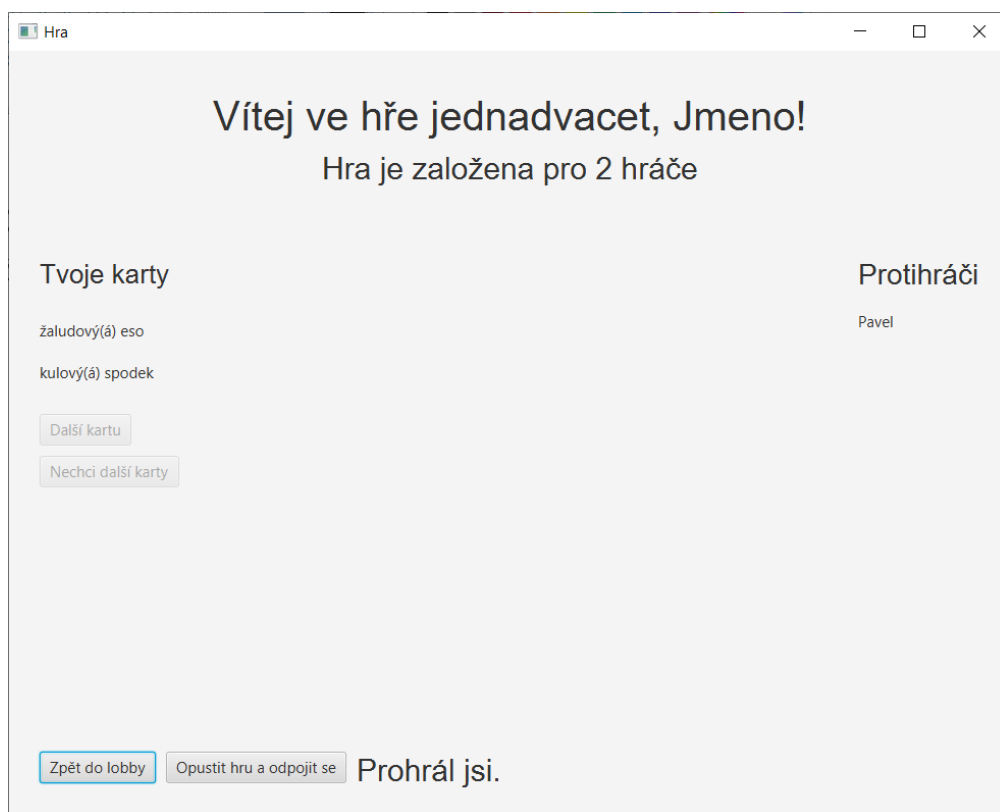 Hra
Vítej ve hře jednadvacet, Jmeno!
Hra je založena pro 2 hráče
Tvoje karty
Protihráči
žaludový(á) eso
Pavel
kulový(á) spodek
Další kartu
Nechci další karty
Zpět do lobby
Opustit hru a odpojit se
Prohrál jsi.